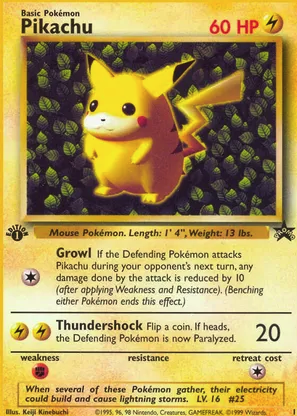 Basic Pokémon
Pikachu 60 HP
EDITION 1
PROMO
Mouse Pokémon. Length: 1' 4", Weight: 13 lbs.
Growl If the Defending Pokémon attacks
Pikachu during your opponent's next turn, any
damage done by the attack is reduced by 10
(after applying Weakness and Resistance). (Benching
either Pokémon ends this effect.)
Thundershock Flip a coin. If heads,
the Defending Pokémon is now Paralyzed. 20
weakness resistance retreat cost
When several of these Pokémon gather, their electricity
could build and cause lightning storms. LV. 16 #25
Illus. Keiji Kinebuchi ©1995, 96, 98 Nintendo, Creatures, GAMEFREAK. ©1999 Wizards. 1